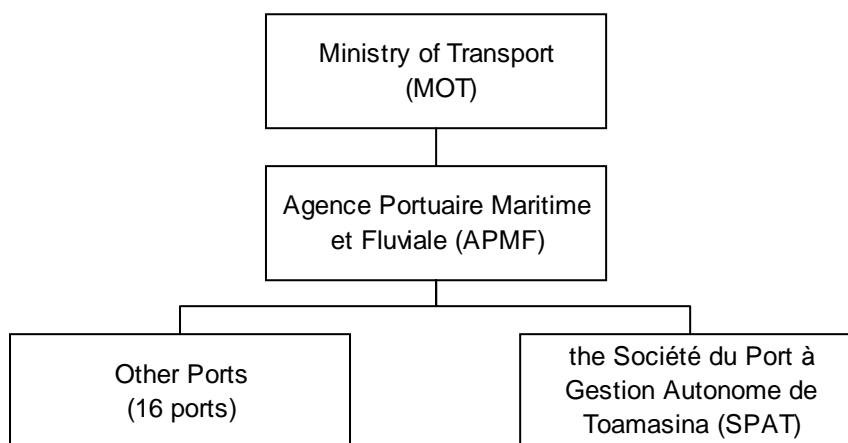 Ministry of Transport
(MOT)
Agence Portuaire Maritime
et Fluviale (APMF)
Other Ports
(16 ports)
the Société du Port à
Gestion Autonome de
Toamasina (SPAT)